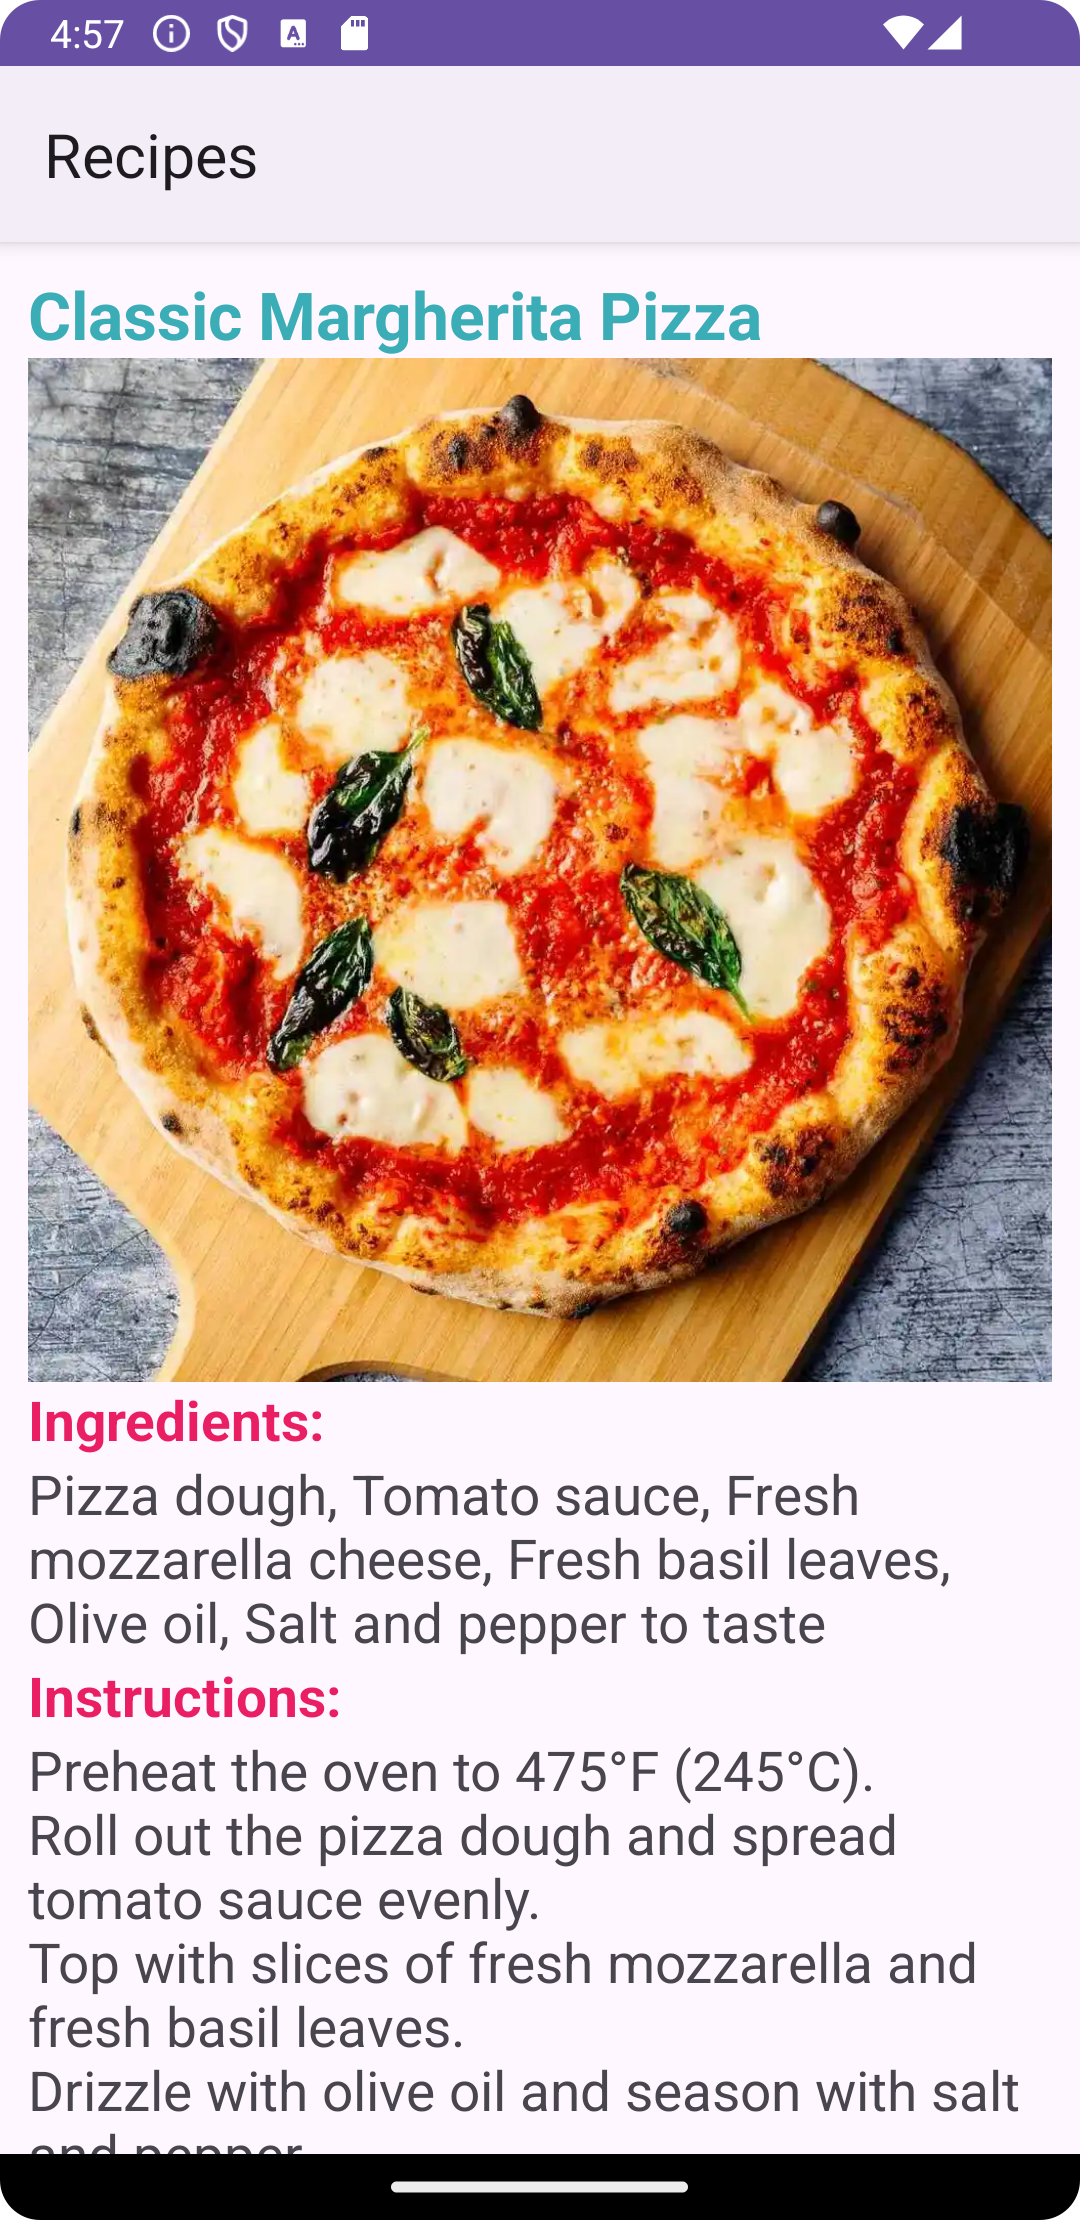 4:57
Recipes
Classic Margherita Pizza
Ingredients:
Pizza dough, Tomato sauce, Fresh
mozzarella cheese, Fresh basil leaves,
Olive oil, Salt and pepper to taste
Instructions:
Preheat the oven to 475°F (245°C).
Roll out the pizza dough and spread
tomato sauce evenly.
Top with slices of fresh mozzarella and
fresh basil leaves.
Drizzle with olive oil and season with salt
and pepper